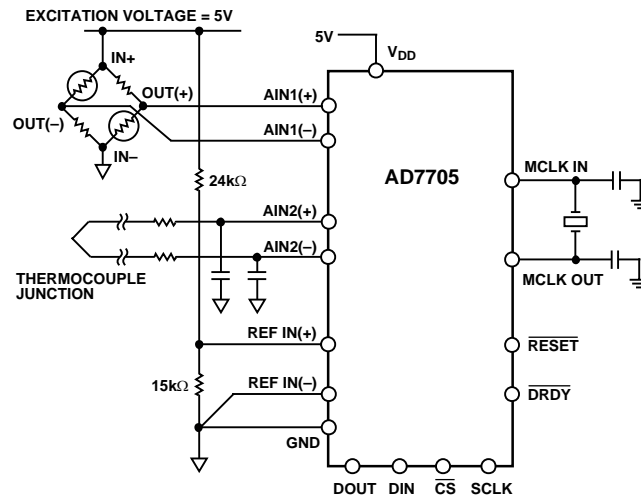 EXCITATION VOLTAGE = 5V
5V
VDD
IN+
OUT(+)
OUT(–)
IN–
AIN1(+)
AIN1(–)
24kΩ
AD7705
MCLK IN
AIN2(+)
AIN2(–)
THERMOCOUPLE
JUNCTION
MCLK OUT
REF IN(+)
RESET
15kΩ
REF IN(–)
DRDY
GND
DOUT DIN CS SCLK